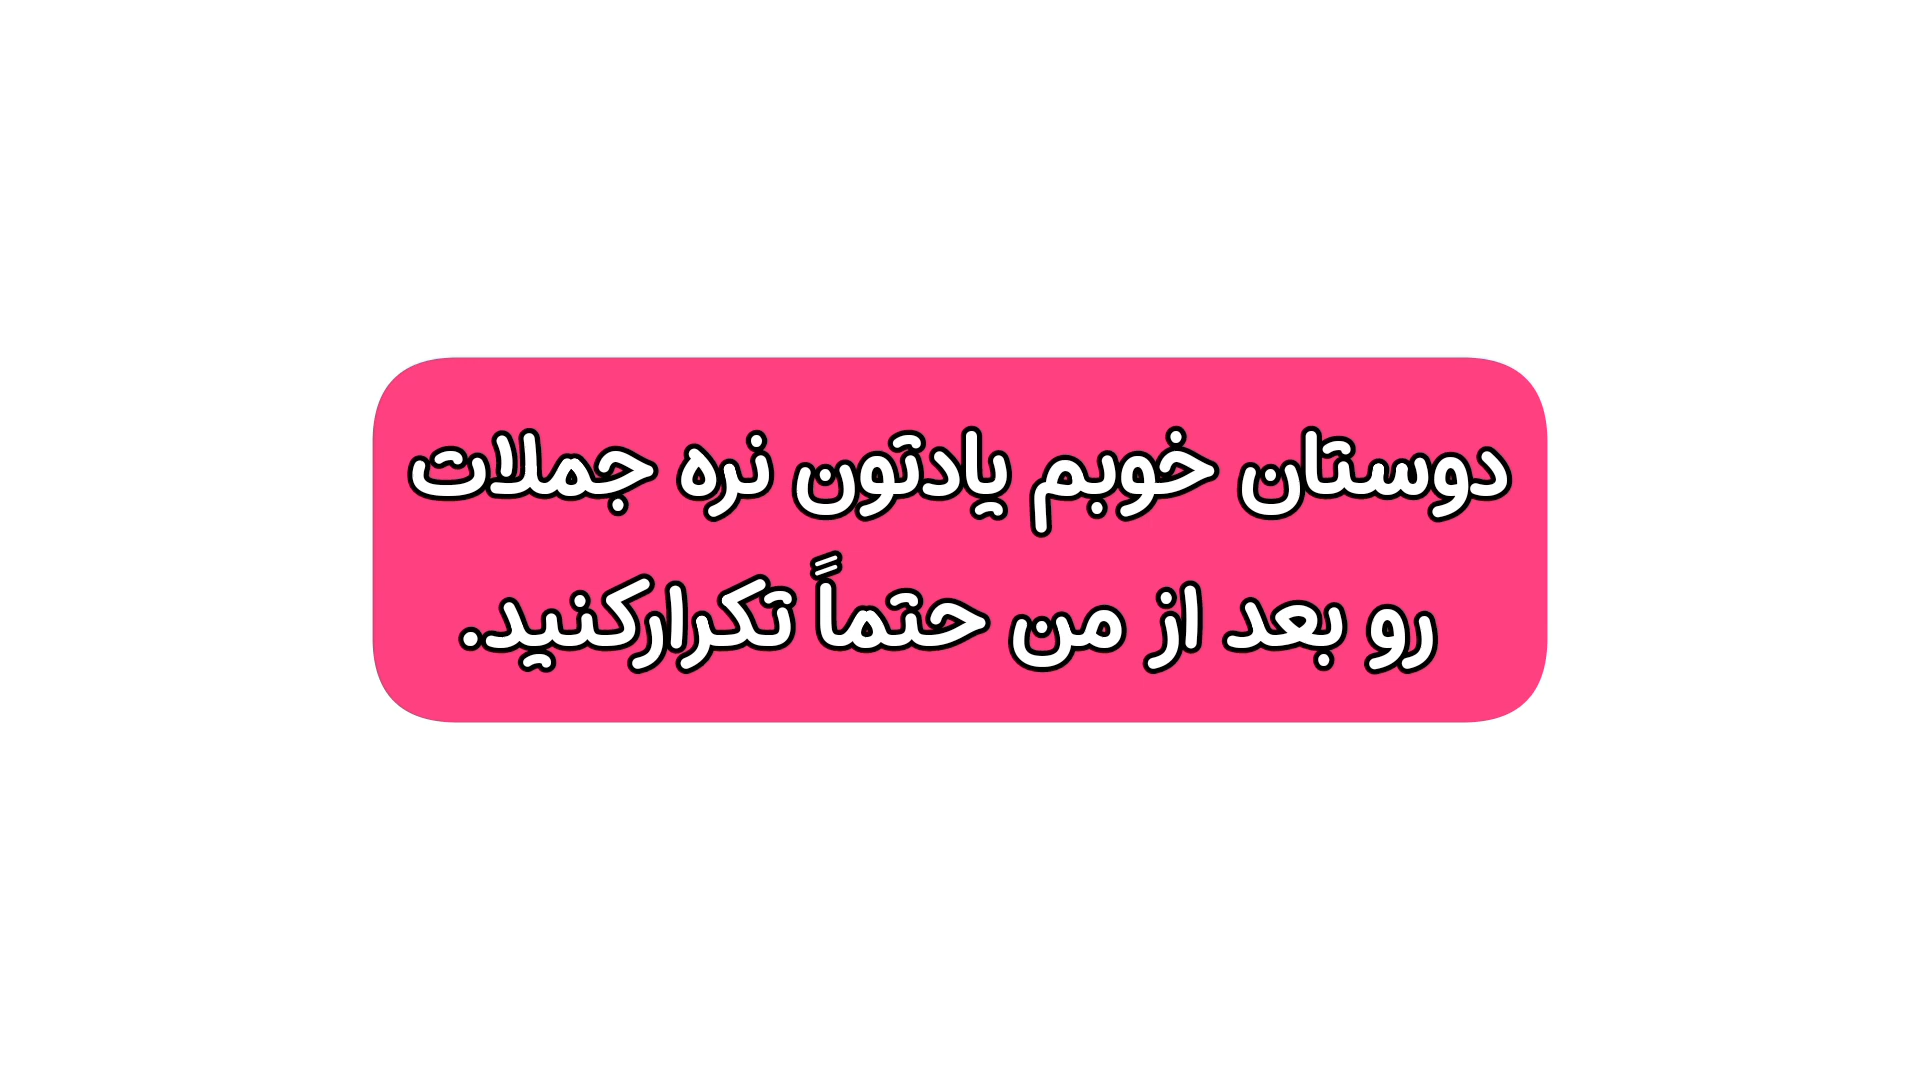 دوستان خوبم یادتون نره جملات
رو بعد از من حتماً تکرارکنید.